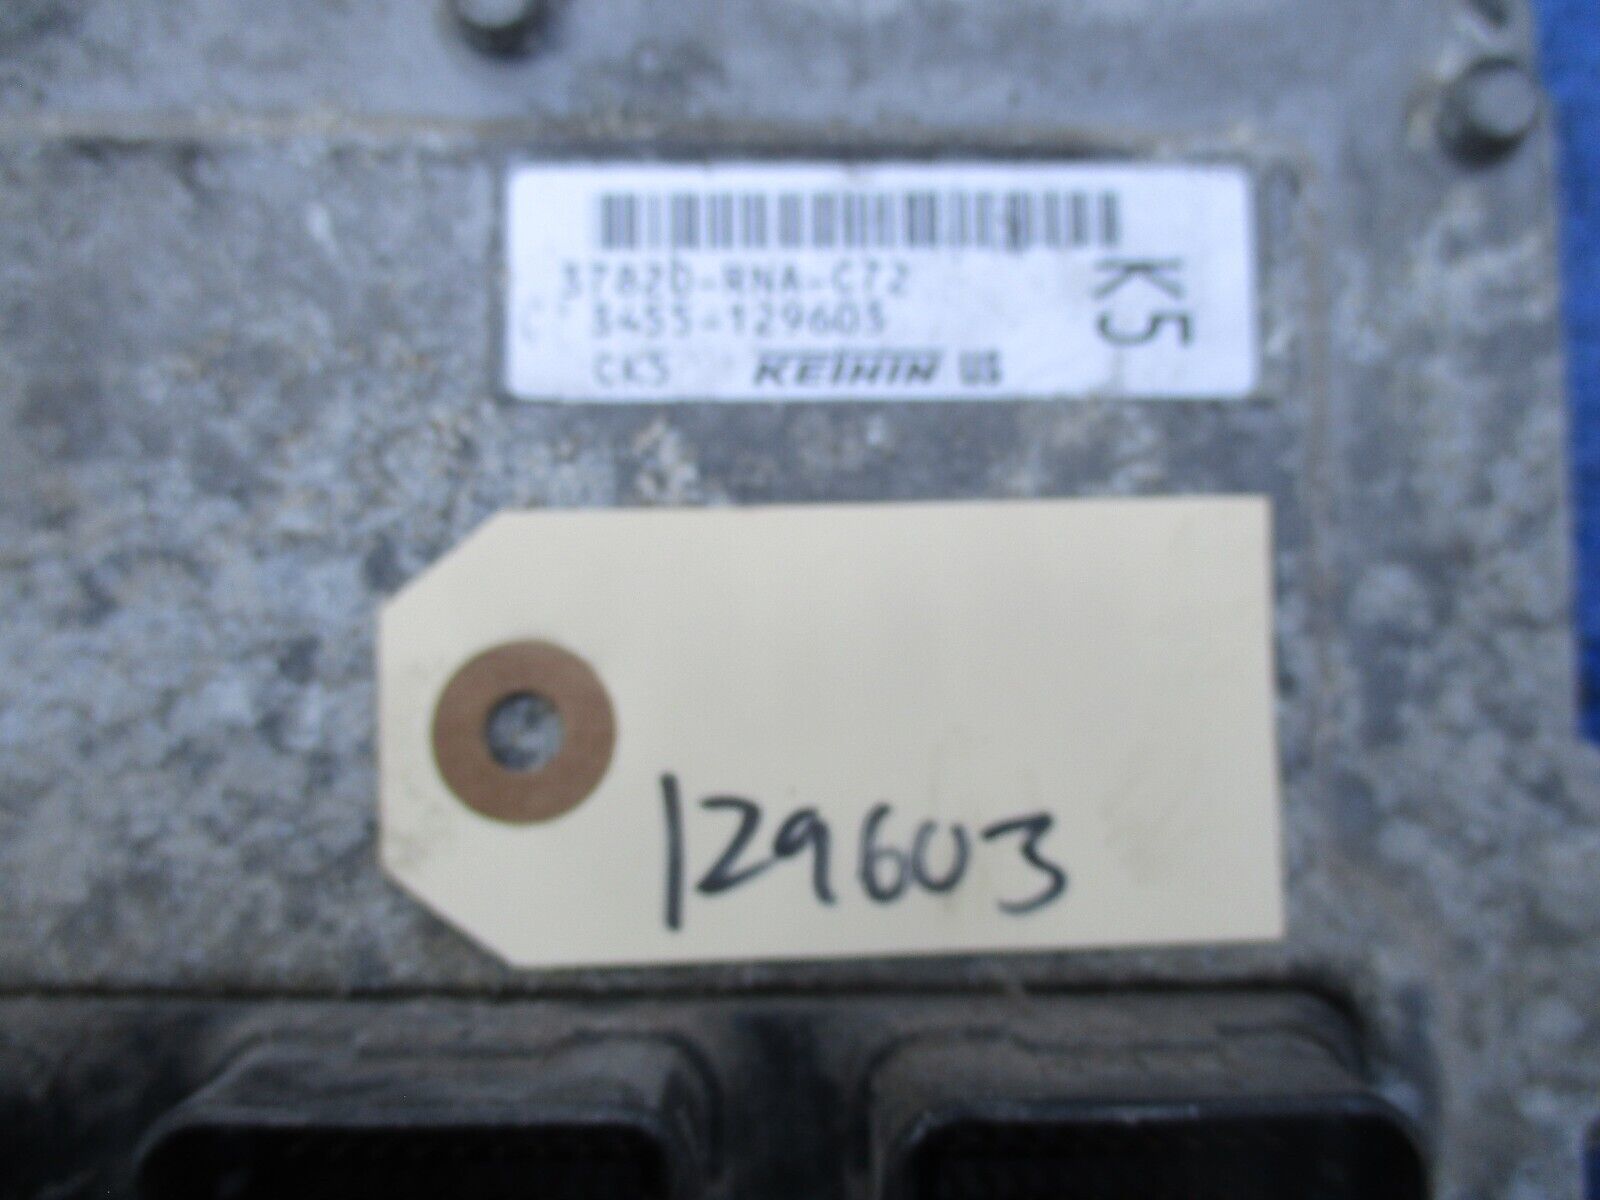 37820-RNA-C72
3455-129603
CK5 KEIHIN US
K5
129603